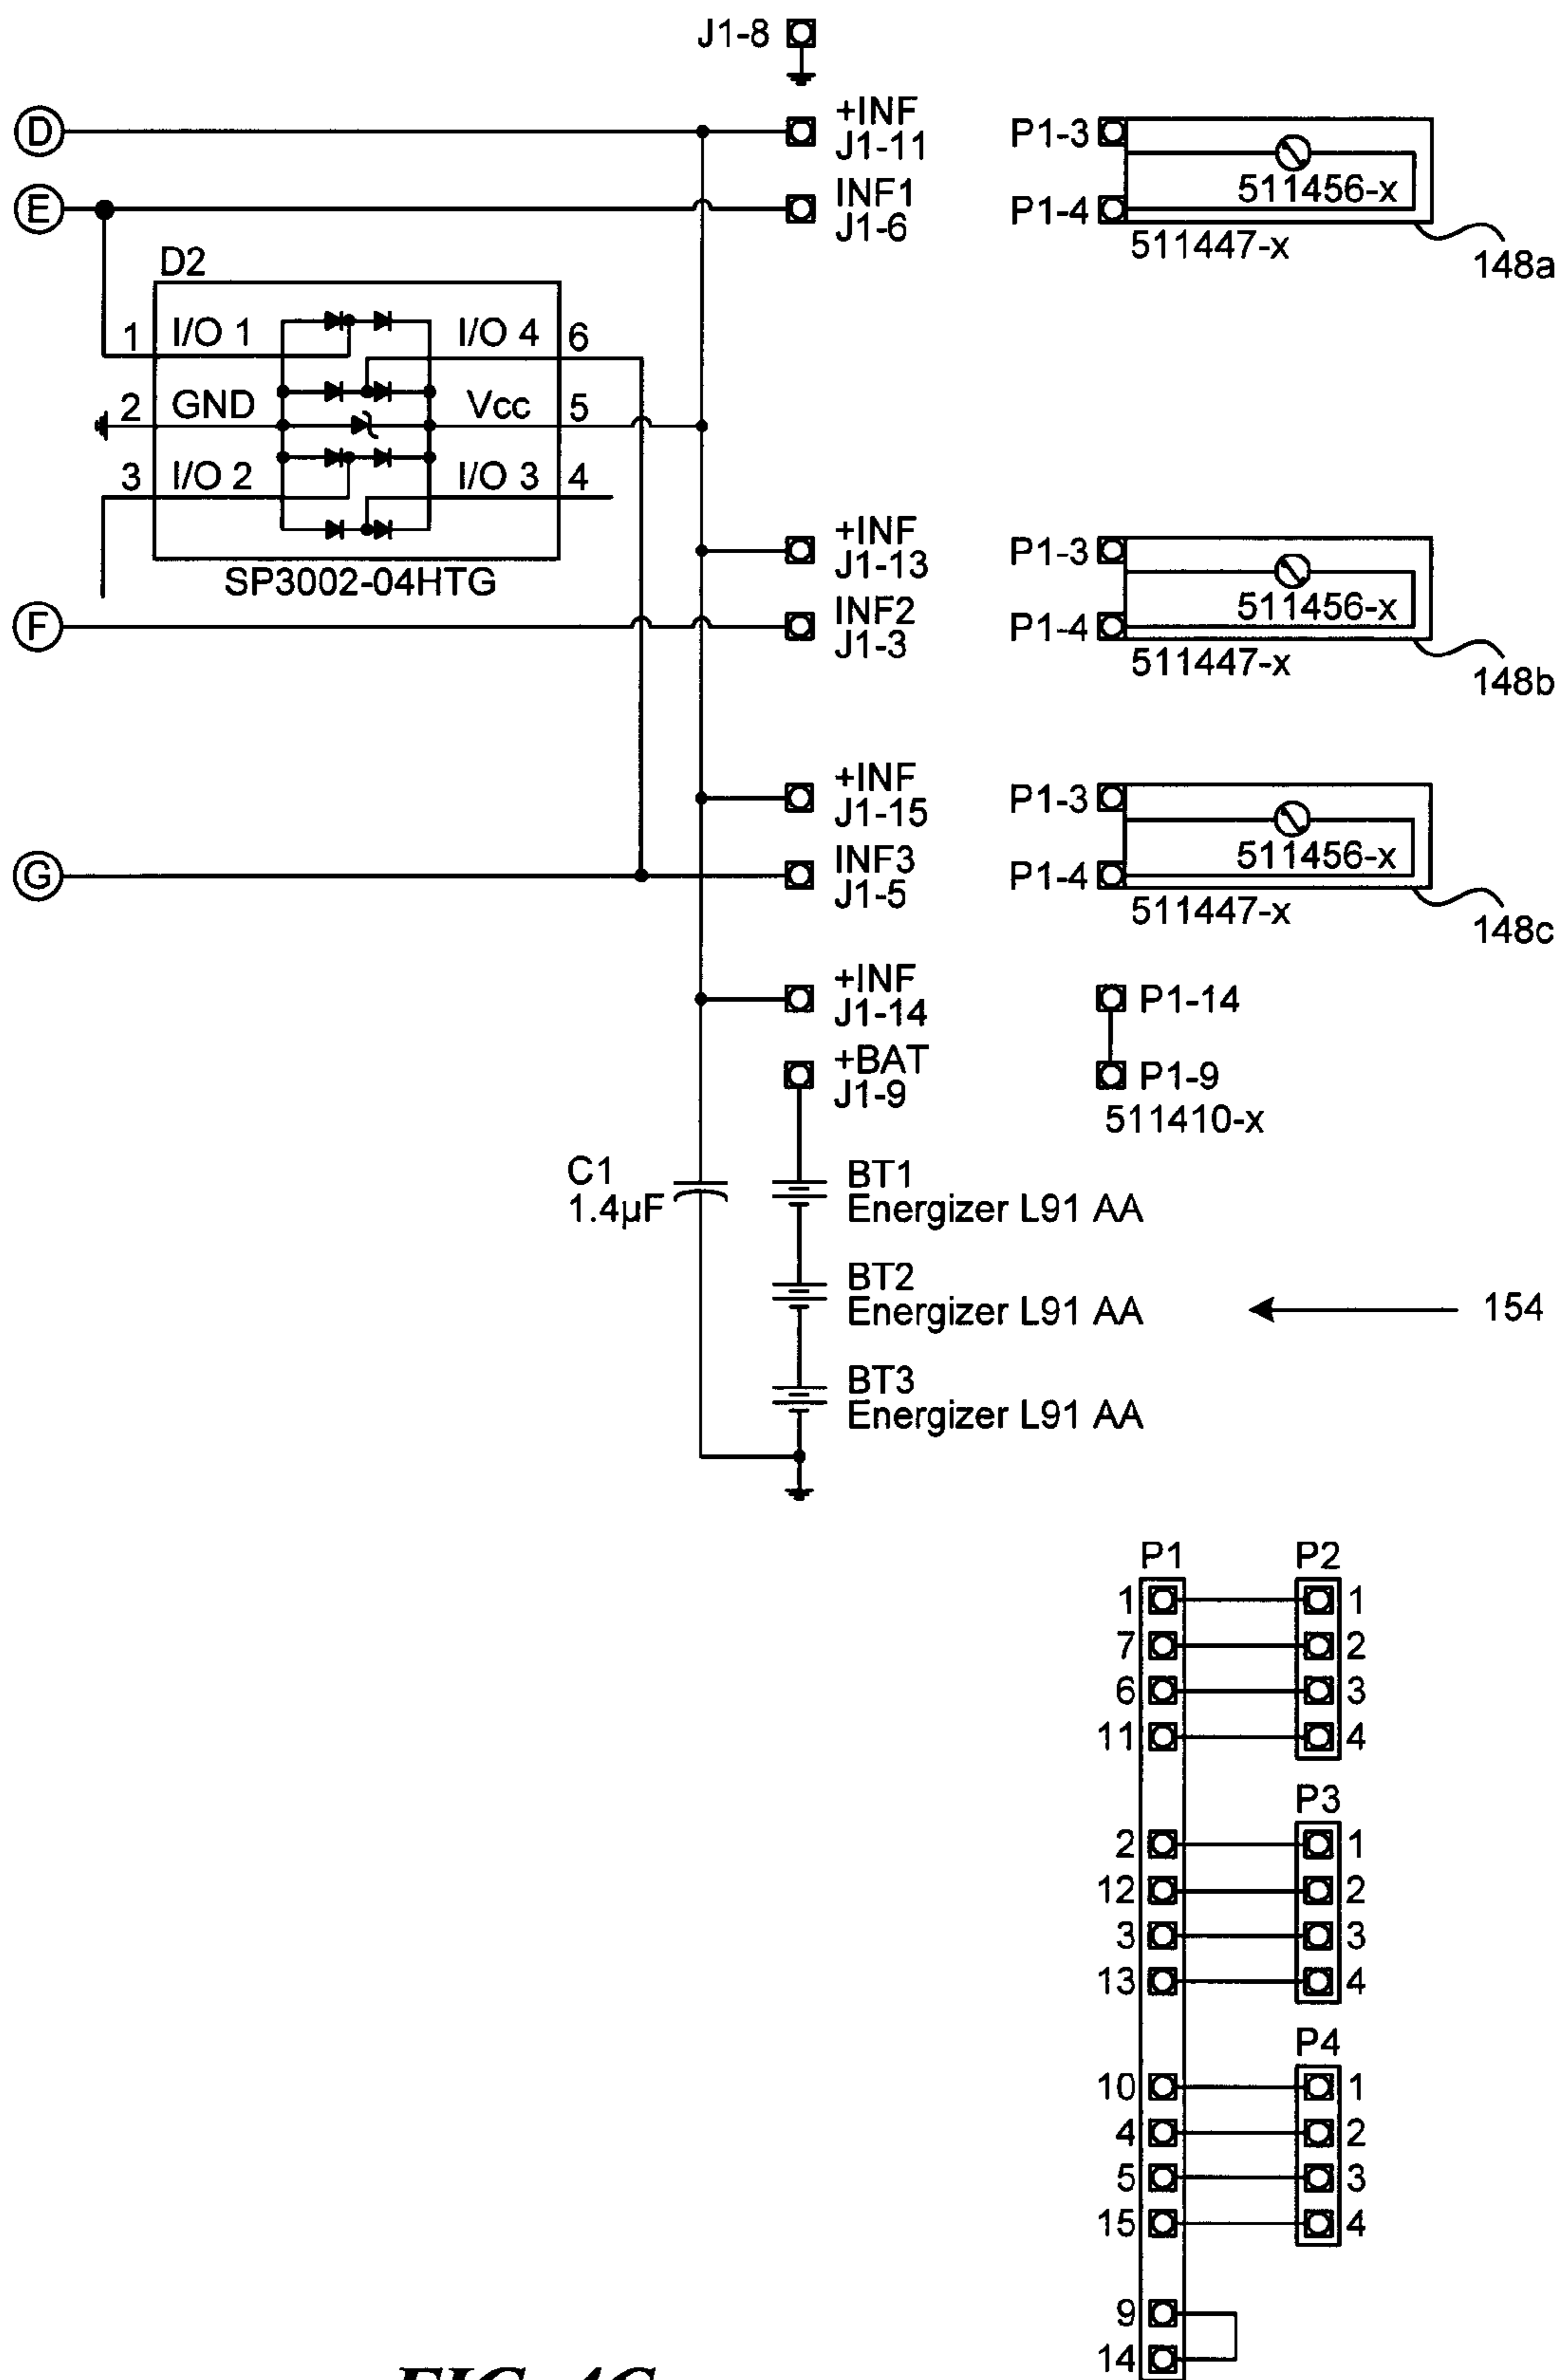 J1-8
D
+INF
J1-11
P1-3
E
INF1
J1-6
511456-x
P1-4
511447-x
148a
D2
1
I/O 1
I/O 4
6
2
GND
Vcc
5
3
I/O 2
I/O 3
4
SP3002-04HTG
+INF
J1-13
P1-3
511456-x
F
INF2
J1-3
P1-4
511447-x
148b
+INF
J1-15
P1-3
511456-x
G
INF3
J1-5
P1-4
511447-x
148c
+INF
J1-14
P1-14
+BAT
J1-9
P1-9
511410-x
C1
1.4µF
BT1
Energizer L91 AA
BT2
Energizer L91 AA
154
BT3
Energizer L91 AA
P1
P2
1
1
7
2
6
3
11
4
P3
2
1
12
2
3
3
13
4
P4
10
1
4
2
5
3
15
4
9
14
FIG. 4C